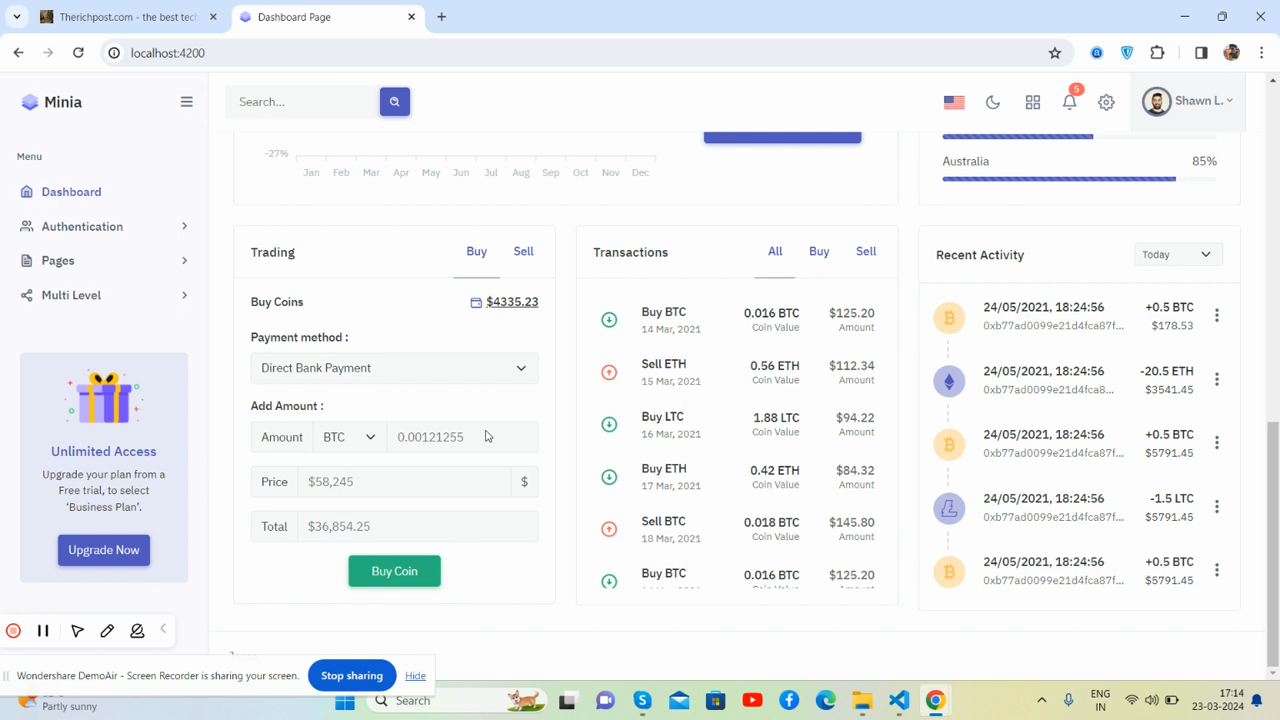 Therichpost.com - the best tech
Dashboard Page
localhost:4200
Minia
Search...
5
Shawn L.
Menu
Dashboard
Authentication
Pages
Multi Level
Unlimited Access
Upgrade your plan from a
Free trial, to select
‘Business Plan’.
Upgrade Now
-27%
Jan Feb Mar Apr May Jun Jul Aug Sep Oct Nov Dec
Australia 85%
Trading Buy Sell
Buy Coins $4335.23
Payment method :
Direct Bank Payment
Add Amount :
Amount BTC 0.00121255
Price $58,245 $
Total $36,854.25
Buy Coin
Transactions All Buy Sell
Buy BTC 0.016 BTC $125.20
14 Mar, 2021 Coin Value Amount
Sell ETH 0.56 ETH $112.34
15 Mar, 2021 Coin Value Amount
Buy LTC 1.88 LTC $94.22
16 Mar, 2021 Coin Value Amount
Buy ETH 0.42 ETH $84.32
17 Mar, 2021 Coin Value Amount
Sell BTC 0.018 BTC $145.80
18 Mar, 2021 Coin Value Amount
Buy BTC 0.016 BTC $125.20
Recent Activity Today
24/05/2021, 18:24:56 +0.5 BTC
0xb77ad0099e21d4fca87f... $178.53
24/05/2021, 18:24:56 -20.5 ETH
0xb77ad0099e21d4fca8... $3541.45
24/05/2021, 18:24:56 +0.5 BTC
0xb77ad0099e21d4fca87f... $5791.45
24/05/2021, 18:24:56 -1.5 LTC
0xb77ad0099e21d4fca87f... $5791.45
24/05/2021, 18:24:56 +0.5 BTC
0xb77ad0099e21d4fca87f... $5791.45
Wondershare DemoAir - Screen Recorder is sharing your screen. Stop sharing Hide
Partly sunny
Search
ENG
IN
17:14
23-03-2024